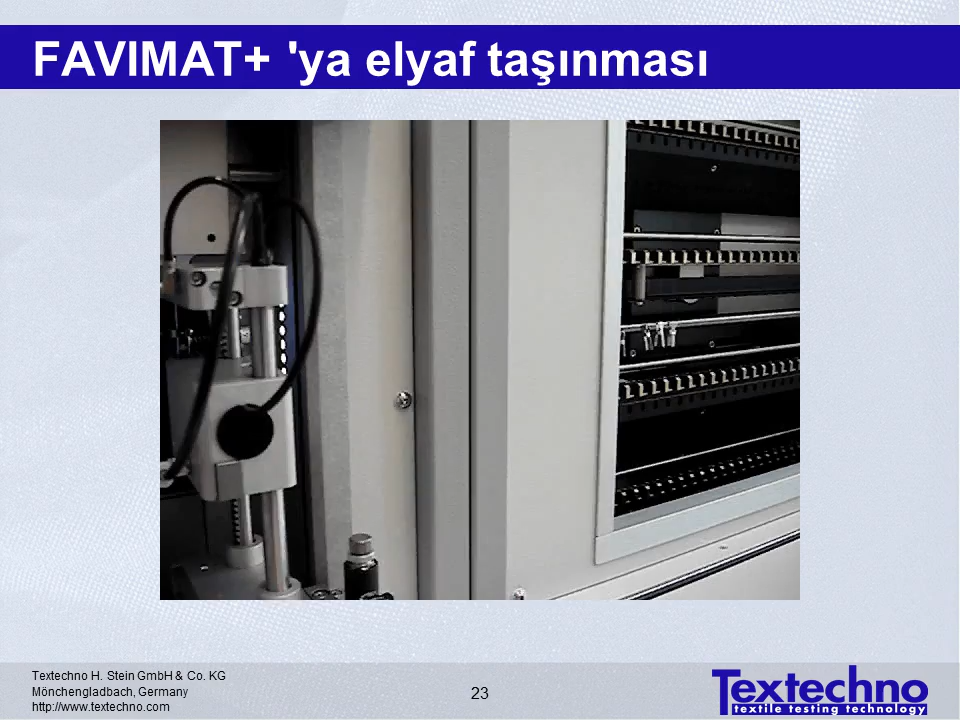 FAVIMAT+ 'ya elyaf taşınması
Textechno H. Stein GmbH & Co. KG
Mönchengladbach, Germany
http://www.textechno.com
23
Textechno
textile testing technology